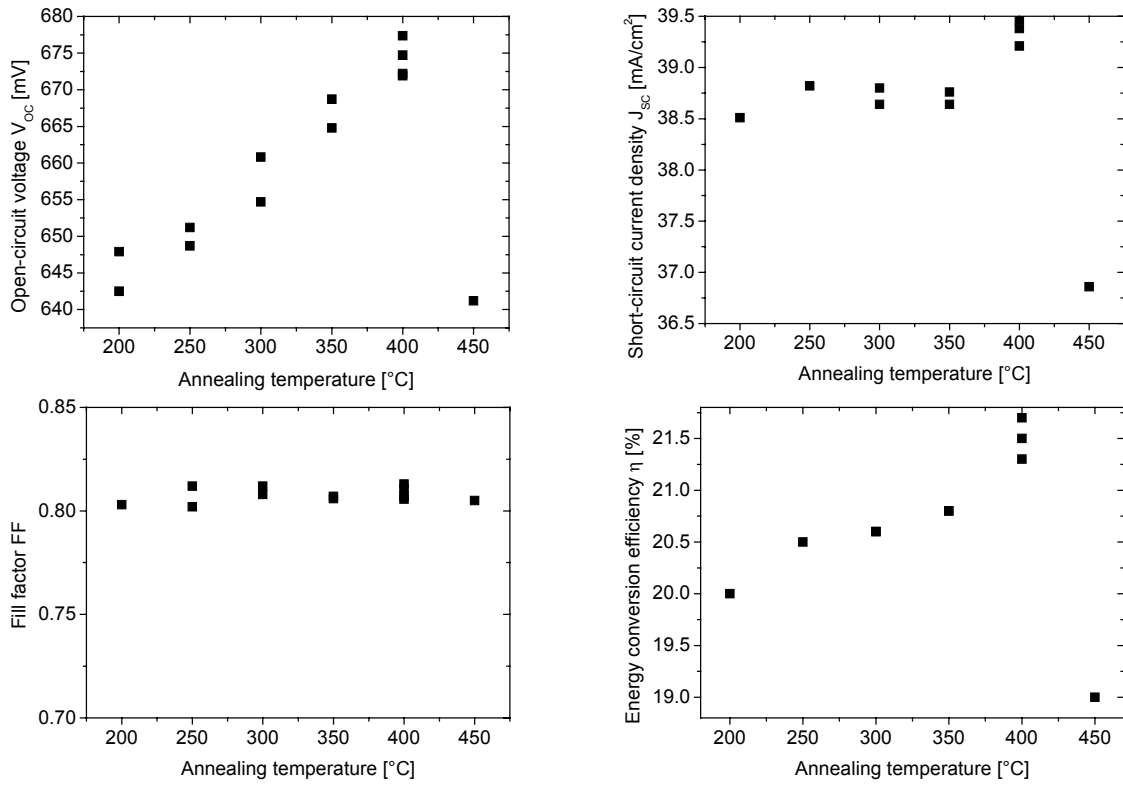 680
675
670
665
660
655
650
645
640
Open-circuit voltage V_OC [mV]
200 250 300 350 400 450
Annealing temperature [°C]
39.5
39.0
38.5
38.0
37.5
37.0
36.5
Short-circuit current density J_SC [mA/cm²]
200 250 300 350 400 450
Annealing temperature [°C]
0.85
0.80
0.75
0.70
Fill factor FF
200 250 300 350 400 450
Annealing temperature [°C]
21.5
21.0
20.5
20.0
19.5
19.0
Energy conversion efficiency η [%]
200 250 300 350 400 450
Annealing temperature [°C]